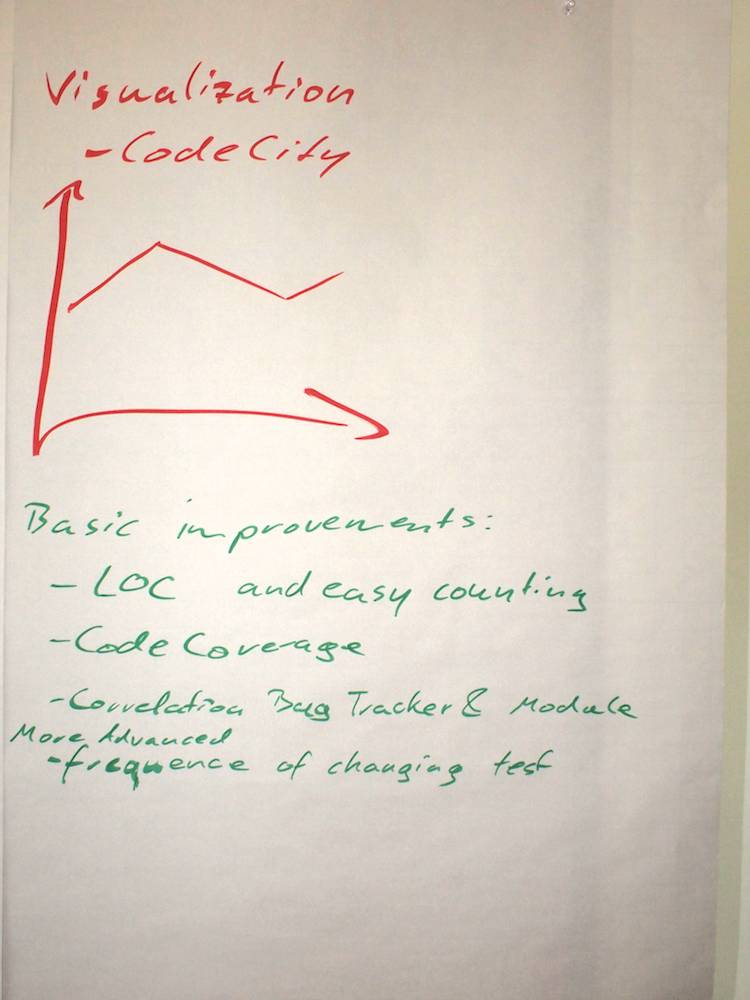 Visualization
- CodeCity
Basic improvements:
- LOC and easy counting
- Code Coverage
- Correlation Bug Tracker & Module
More Advanced
- frequence of changing test